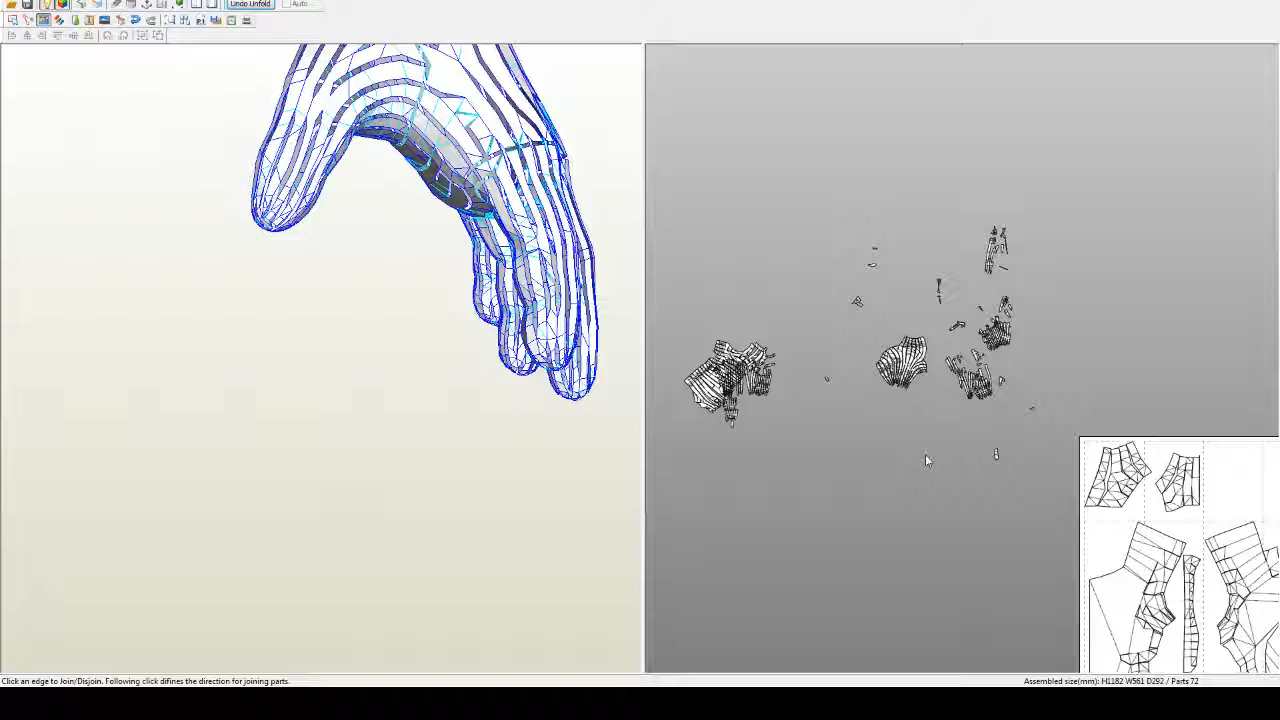 Undo Unfold
Auto
Click an edge to Join/Disjoin. Following click difines the direction for joining parts.
Assembled size(mm): H1182 W561 D292 / Parts 72